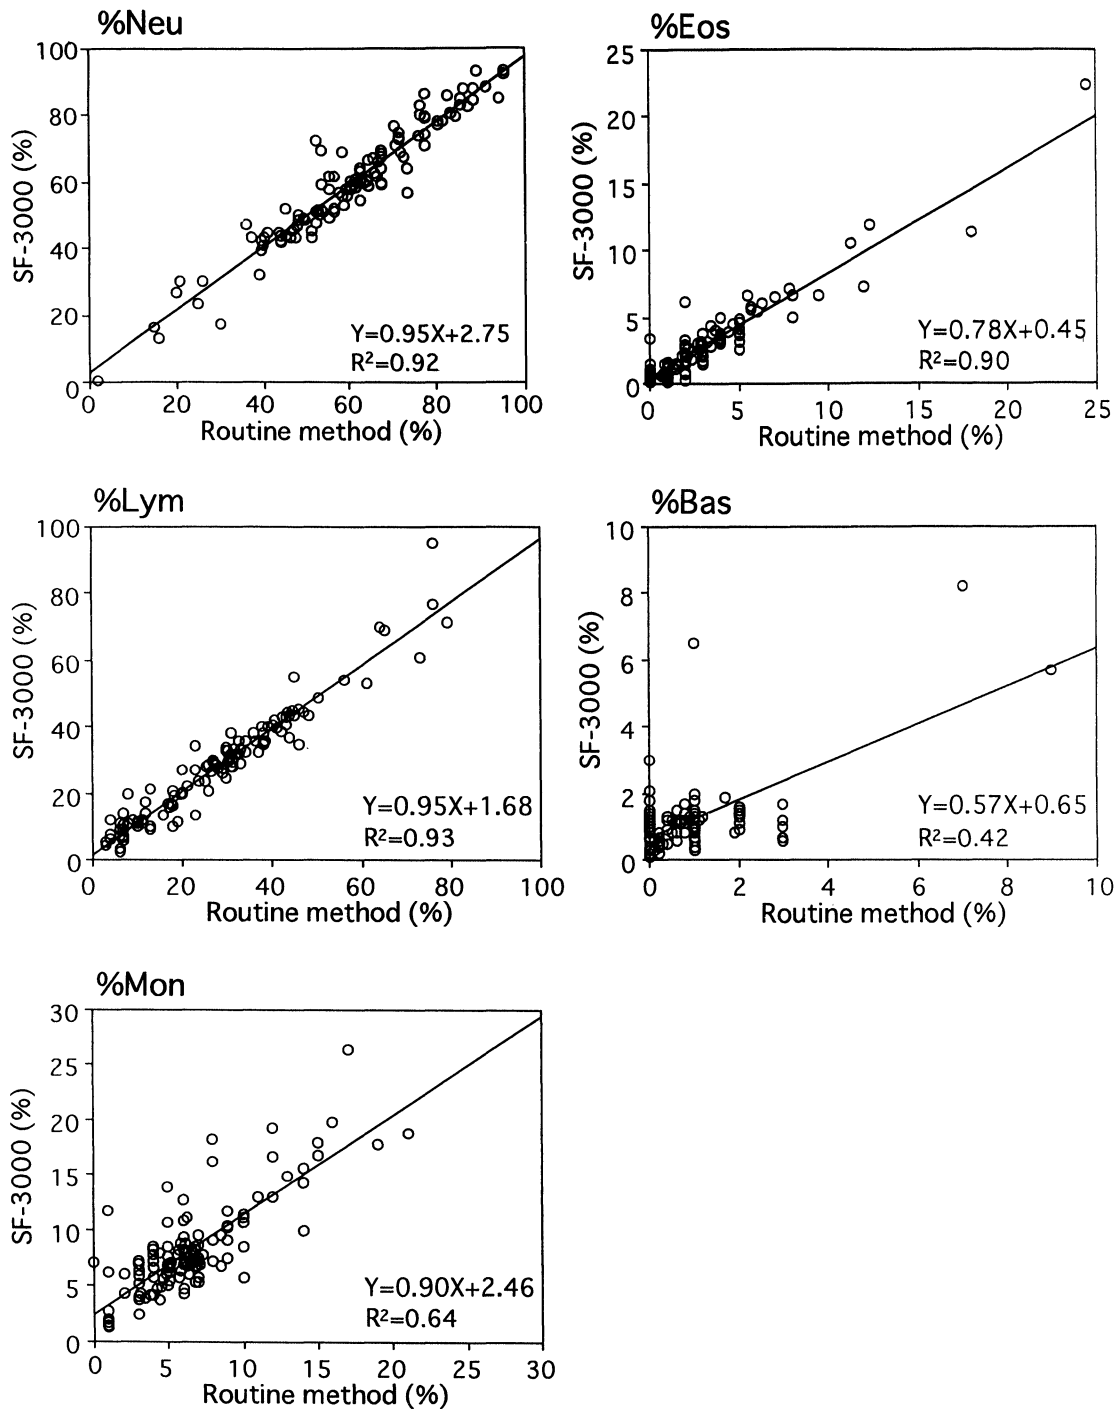 %Neu
100
80
60
40
20
0
SF-3000 (%)
Y=0.95X+2.75
R²=0.92
20
40
60
80
100
Routine method (%)
%Eos
25
20
15
10
5
0
SF-3000 (%)
Y=0.78X+0.45
R²=0.90
0
5
10
15
20
25
Routine method (%)
%Lym
100
80
60
40
20
0
SF-3000 (%)
Y=0.95X+1.68
R²=0.93
0
20
40
60
80
100
Routine method (%)
%Bas
10
8
6
4
2
0
SF-3000 (%)
Y=0.57X+0.65
R²=0.42
0
2
4
6
8
10
Routine method (%)
%Mon
30
25
20
15
10
5
0
SF-3000 (%)
Y=0.90X+2.46
R²=0.64
0
5
10
15
20
25
30
Routine method (%)